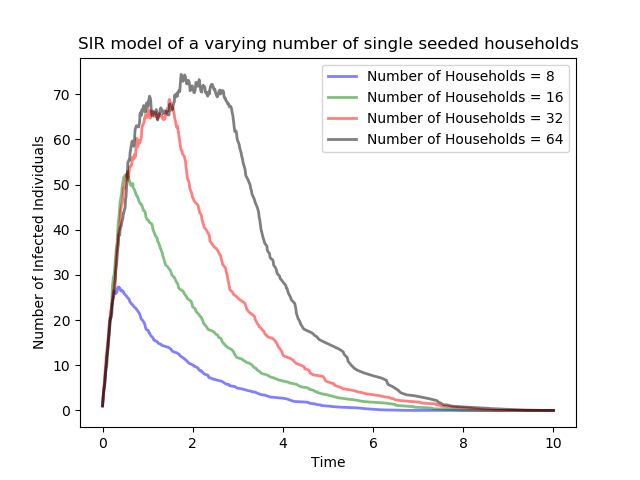 SIR model of a varying number of single seeded households
Number of Households = 8
Number of Households = 16
Number of Households = 32
Number of Households = 64
Number of Infected Individuals
70
60
50
40
30
20
10
0
0 2 4 6 8 10
Time